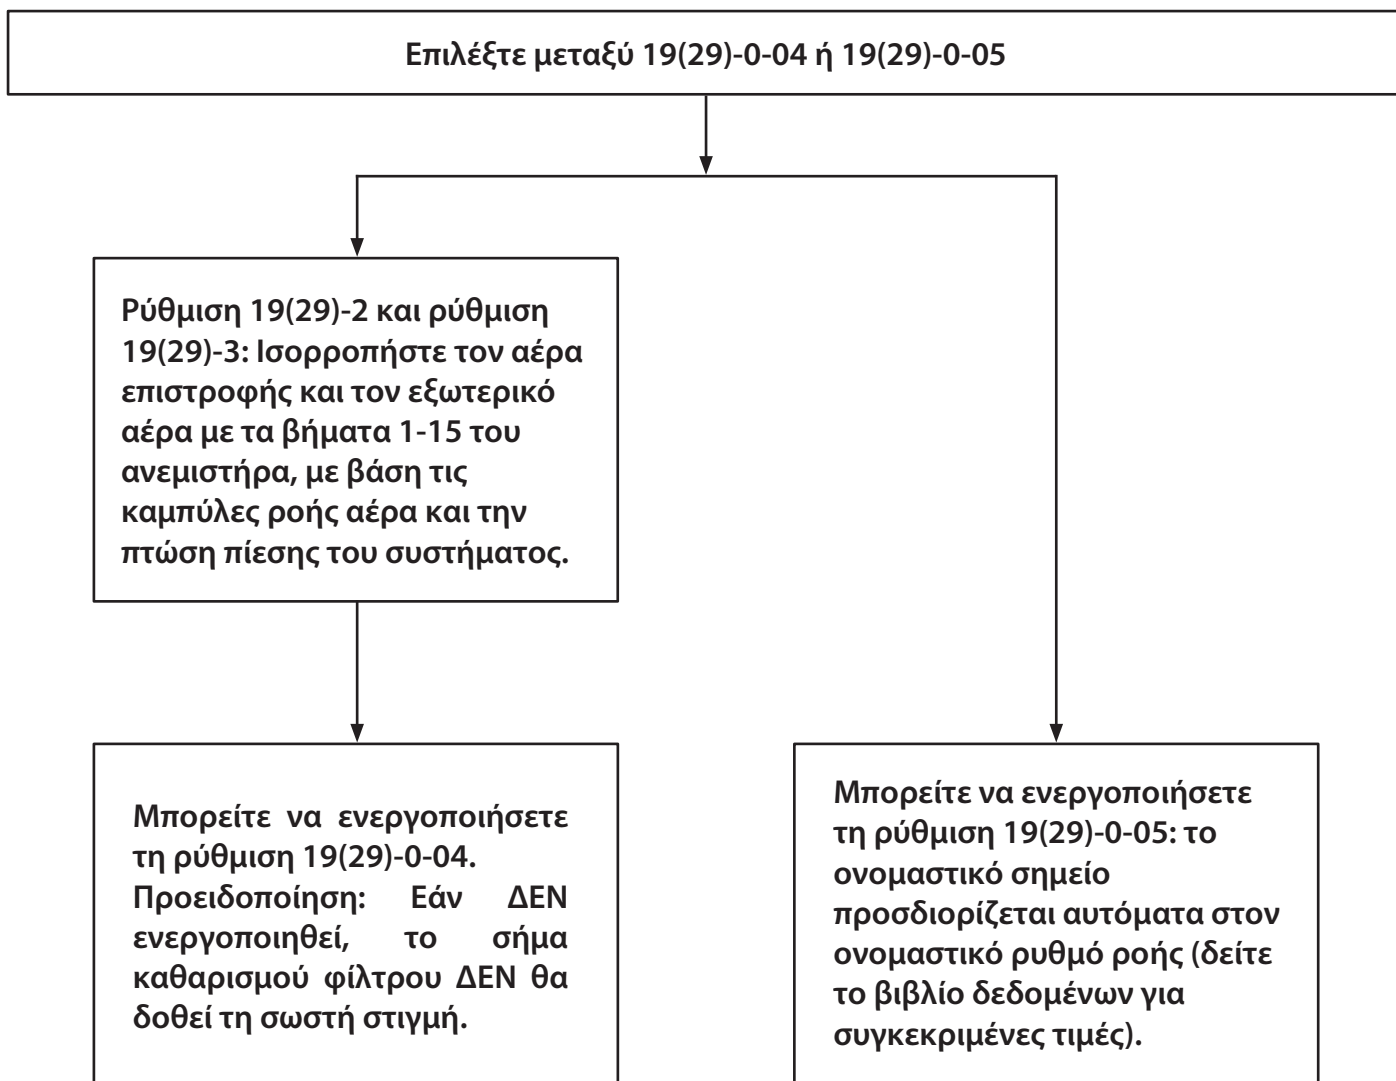 Επιλέξτε μεταξύ 19(29)-0-04 ή 19(29)-0-05
Ρύθμιση 19(29)-2 και ρύθμιση
19(29)-3: Ισορροπήστε τον αέρα
επιστροφής και τον εξωτερικό
αέρα με τα βήματα 1-15 του
ανεμιστήρα, με βάση τις
καμπύλες ροής αέρα και την
πτώση πίεσης του συστήματος.
Μπορείτε να ενεργοποιήσετε
τη ρύθμιση 19(29)-0-04.
Προειδοποίηση: Εάν ΔΕΝ
ενεργοποιηθεί, το σήμα
καθαρισμού φίλτρου ΔΕΝ θα
δοθεί τη σωστή στιγμή.
Μπορείτε να ενεργοποιήσετε
τη ρύθμιση 19(29)-0-05: το
ονομαστικό σημείο
προσδιορίζεται αυτόματα στον
ονομαστικό ρυθμό ροής (δείτε
το βιβλίο δεδομένων για
συγκεκριμένες τιμές).